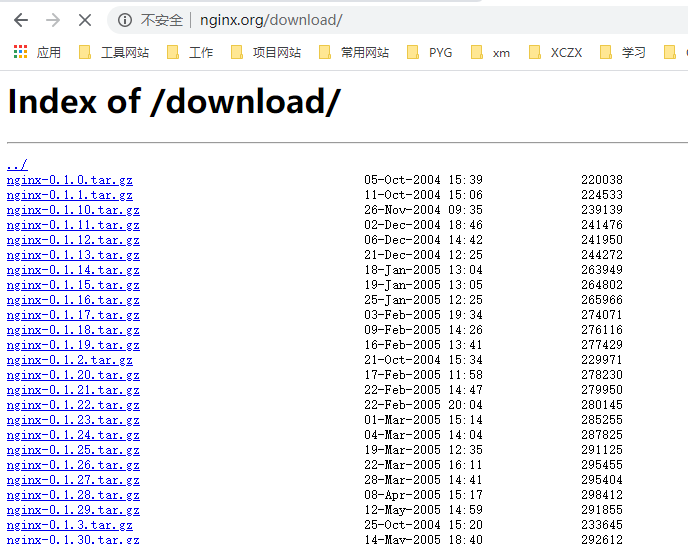 不安全 | nginx.org/download/
应用 工具网站 工作 项目网站 常用网站 PYG xm XCZX 学习
Index of /download/
../
nginx-0.1.0.tar.gz 05-Oct-2004 15:39 220038
nginx-0.1.1.tar.gz 11-Oct-2004 15:06 224533
nginx-0.1.10.tar.gz 26-Nov-2004 09:35 239139
nginx-0.1.11.tar.gz 02-Dec-2004 18:46 241476
nginx-0.1.12.tar.gz 06-Dec-2004 14:42 241950
nginx-0.1.13.tar.gz 21-Dec-2004 12:25 244272
nginx-0.1.14.tar.gz 18-Jan-2005 13:04 263949
nginx-0.1.15.tar.gz 19-Jan-2005 13:05 264802
nginx-0.1.16.tar.gz 25-Jan-2005 12:25 265966
nginx-0.1.17.tar.gz 03-Feb-2005 19:34 274071
nginx-0.1.18.tar.gz 09-Feb-2005 14:26 276116
nginx-0.1.19.tar.gz 16-Feb-2005 13:41 277429
nginx-0.1.2.tar.gz 21-Oct-2004 15:34 229971
nginx-0.1.20.tar.gz 17-Feb-2005 11:58 278230
nginx-0.1.21.tar.gz 22-Feb-2005 14:47 279950
nginx-0.1.22.tar.gz 22-Feb-2005 20:04 280145
nginx-0.1.23.tar.gz 01-Mar-2005 15:14 285255
nginx-0.1.24.tar.gz 04-Mar-2005 14:04 287825
nginx-0.1.25.tar.gz 19-Mar-2005 12:35 291125
nginx-0.1.26.tar.gz 22-Mar-2005 16:11 295455
nginx-0.1.27.tar.gz 28-Mar-2005 14:41 295404
nginx-0.1.28.tar.gz 08-Apr-2005 15:17 298412
nginx-0.1.29.tar.gz 12-May-2005 14:59 291855
nginx-0.1.3.tar.gz 25-Oct-2004 15:20 233645
nginx-0.1.30.tar.gz 14-May-2005 18:40 292612